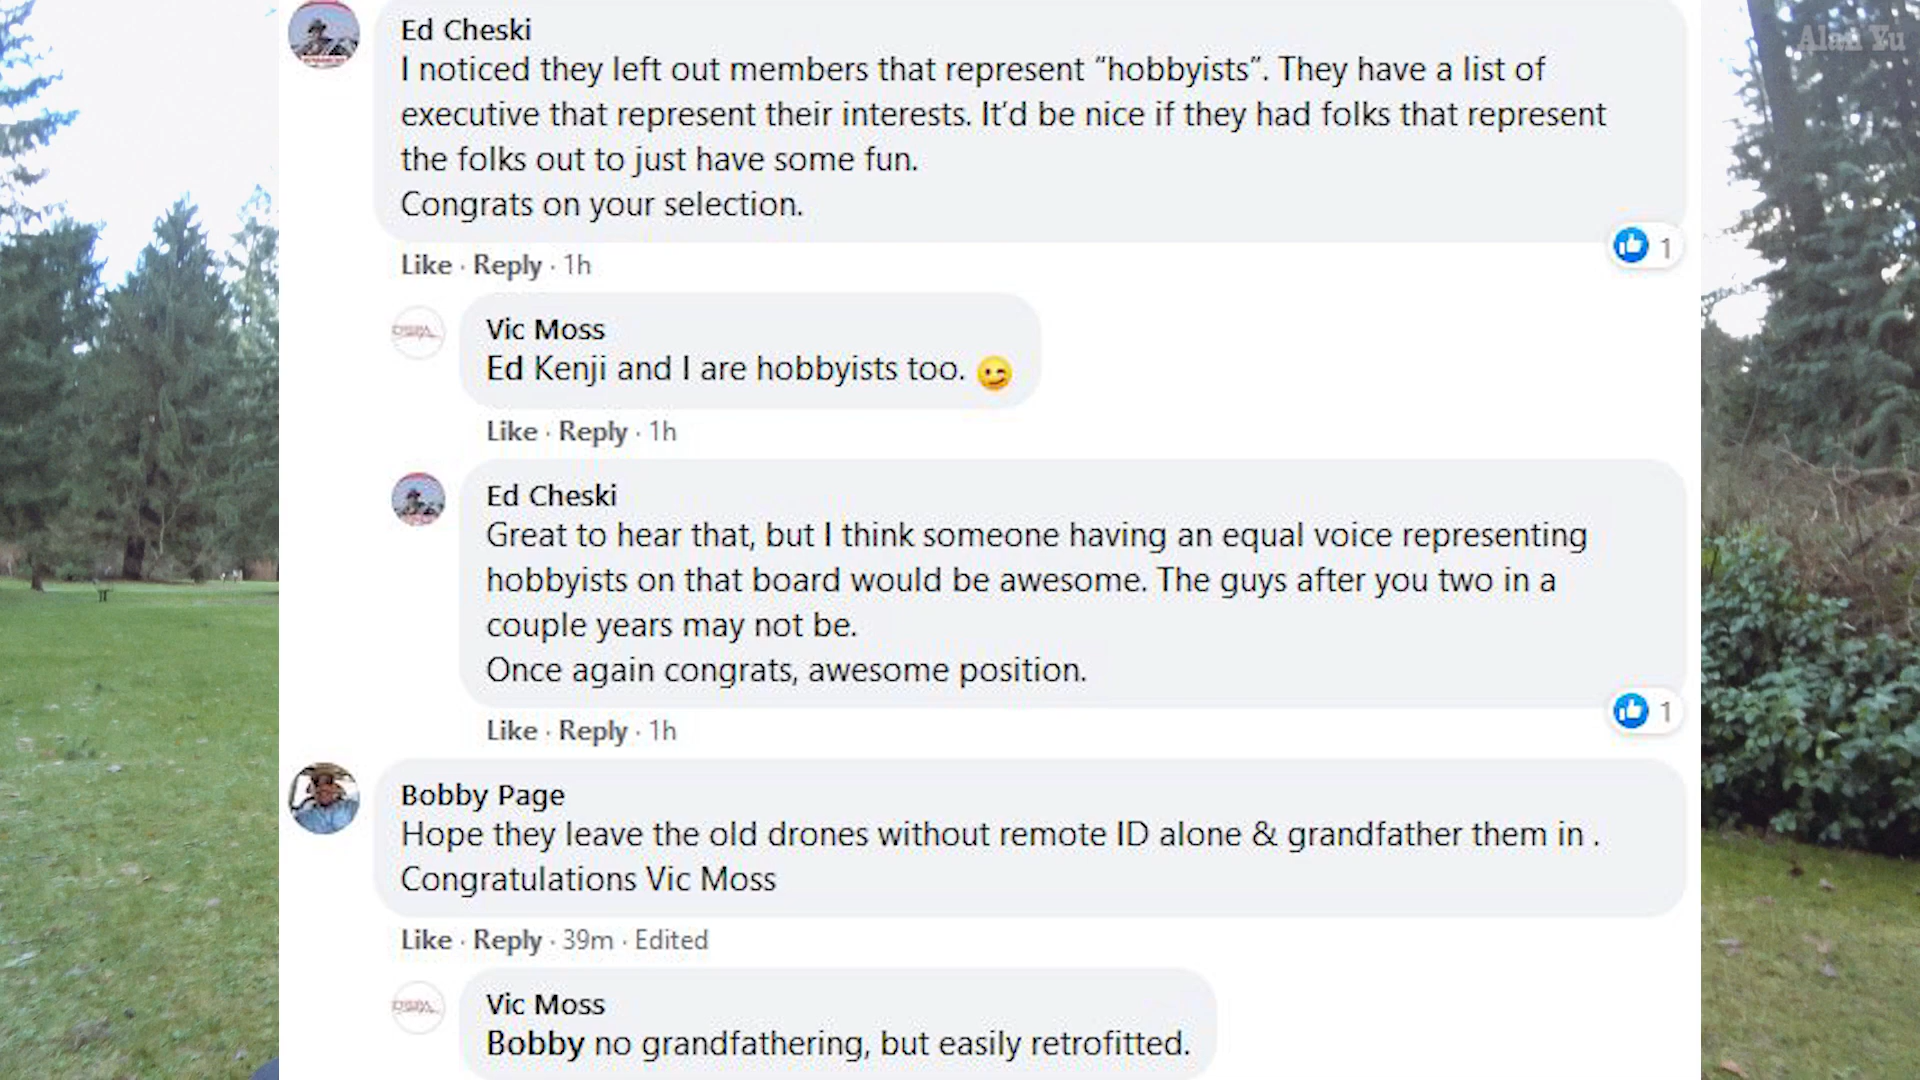 Alan Yu
Ed Cheski
I noticed they left out members that represent “hobbyists”. They have a list of
executive that represent their interests. It’d be nice if they had folks that represent
the folks out to just have some fun.
Congrats on your selection.
1
Like · Reply · 1h
Vic Moss
Ed Kenji and I are hobbyists too. 😉
Like · Reply · 1h
Ed Cheski
Great to hear that, but I think someone having an equal voice representing
hobbyists on that board would be awesome. The guys after you two in a
couple years may not be.
Once again congrats, awesome position.
1
Like · Reply · 1h
Bobby Page
Hope they leave the old drones without remote ID alone & grandfather them in .
Congratulations Vic Moss
Like · Reply · 39m · Edited
Vic Moss
Bobby no grandfathering, but easily retrofitted.